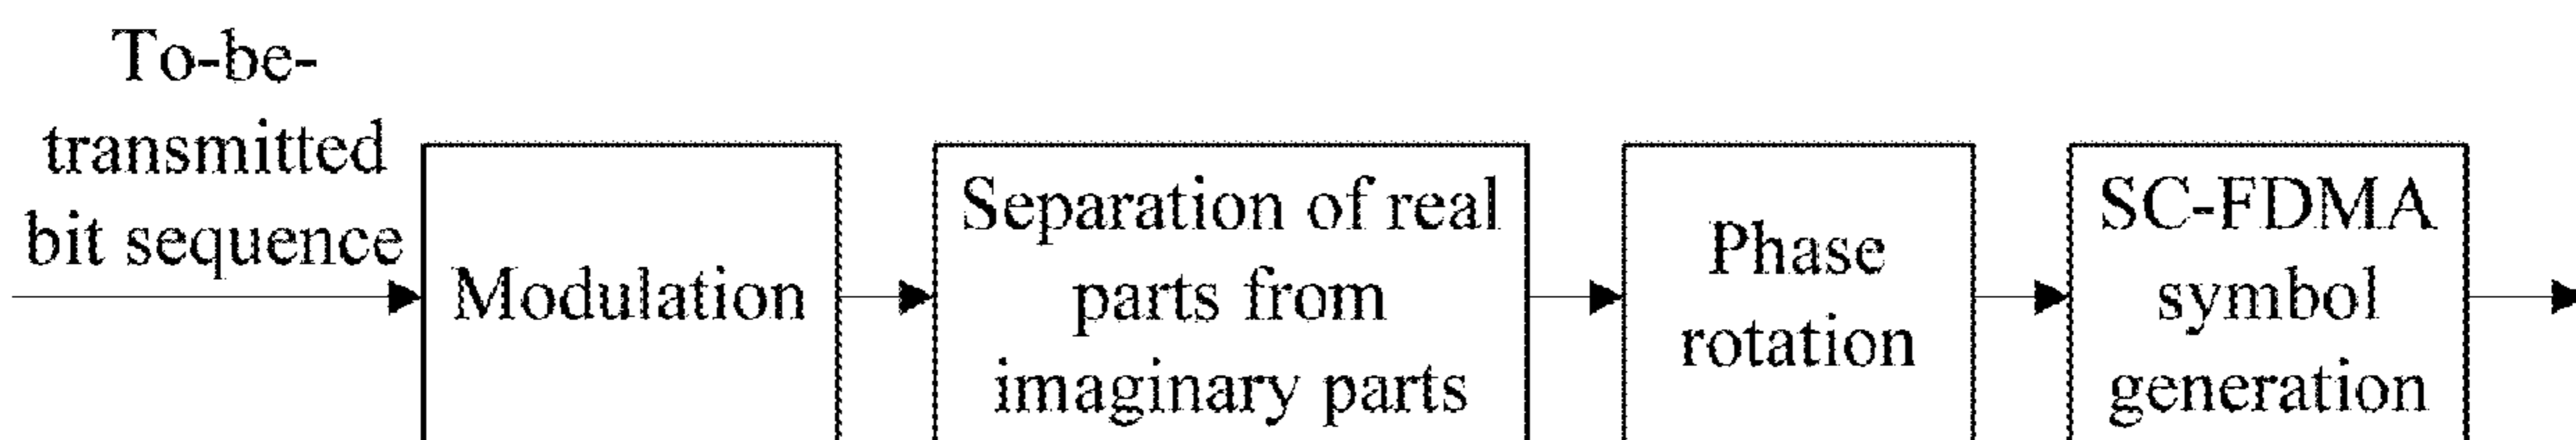 To-be-
transmitted
bit sequence
Modulation
Separation of real
parts from
imaginary parts
Phase
rotation
SC-FDMA
symbol
generation